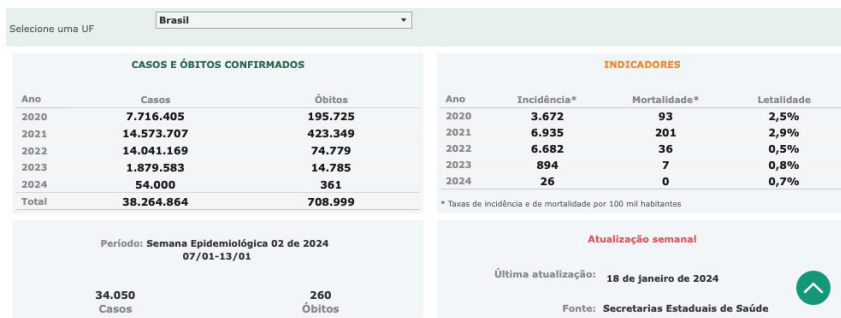 Selecione uma UF
Brasil
CASOS E ÓBITOS CONFIRMADOS
Ano Casos Óbitos
2020 7.716.405 195.725
2021 14.573.707 423.349
2022 14.041.169 74.779
2023 1.879.583 14.785
2024 54.000 361
Total 38.264.864 708.999
INDICADORES
Ano Incidência* Mortalidade* Letalidade
2020 3.672 93 2,5%
2021 6.935 201 2,9%
2022 6.682 36 0,5%
2023 894 7 0,8%
2024 26 0 0,7%
* Taxas de incidência e de mortalidade por 100 mil habitantes
Período: Semana Epidemiológica 02 de 2024
07/01-13/01
34.050 260
Casos Óbitos
Atualização semanal
Última atualização: 18 de janeiro de 2024
Fonte: Secretarias Estaduais de Saúde